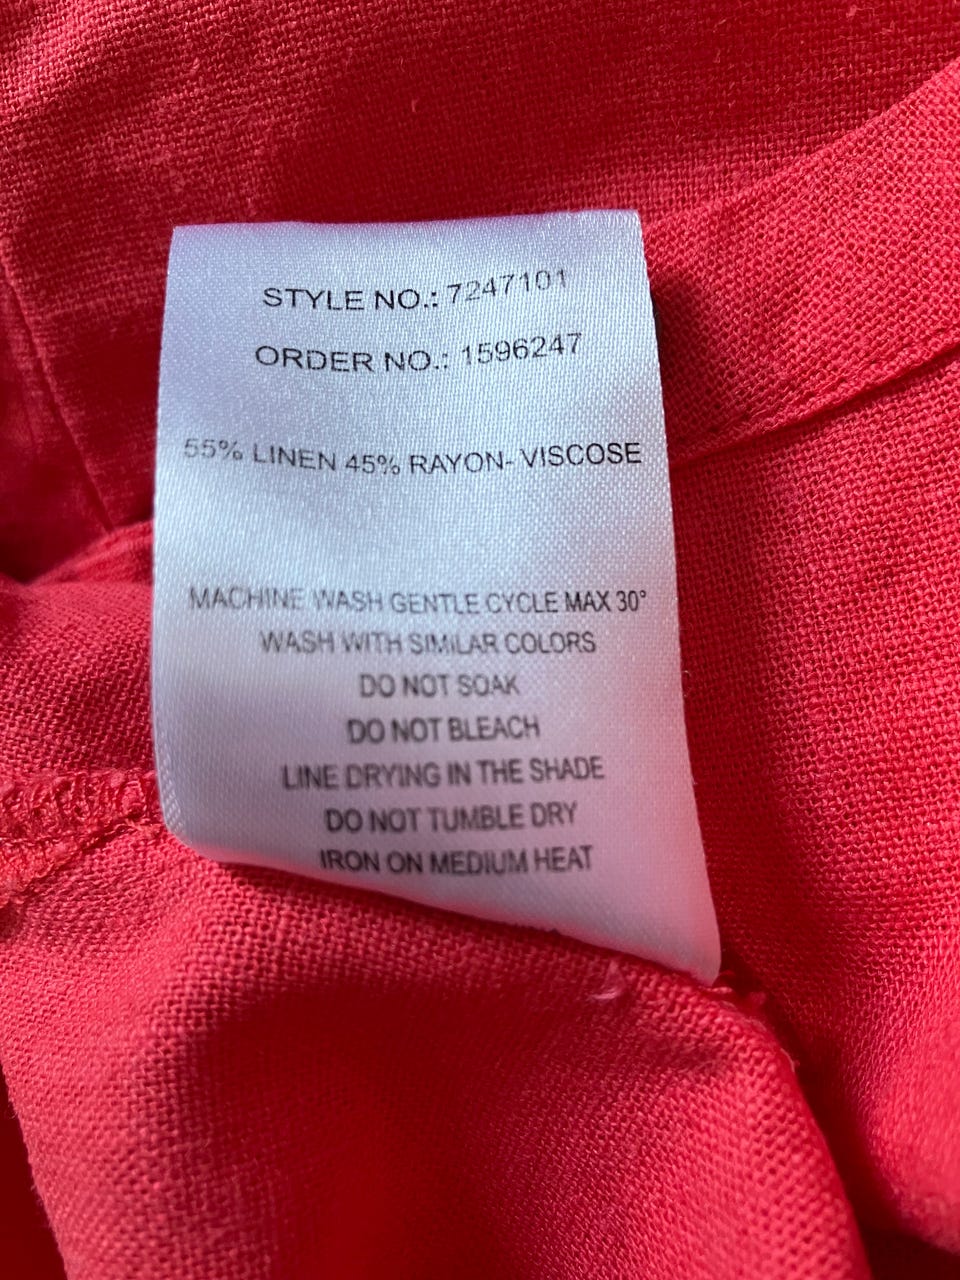 STYLE NO.: 7247101
ORDER NO.: 1596247
55% LINEN 45% RAYON- VISCOSE
MACHINE WASH GENTLE CYCLE MAX 30°
WASH WITH SIMILAR COLORS
DO NOT SOAK
DO NOT BLEACH
LINE DRYING IN THE SHADE
DO NOT TUMBLE DRY
IRON ON MEDIUM HEAT